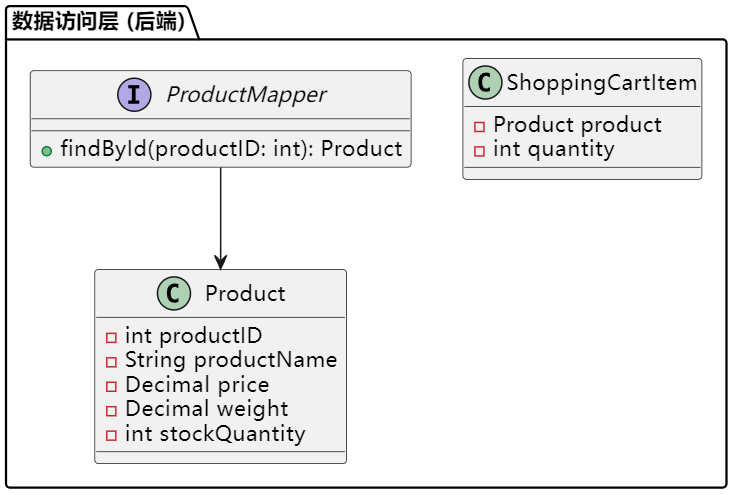 数据访问层 (后端)
I ProductMapper
findById(productID: int): Product
C ShoppingCartItem
Product product
int quantity
C Product
int productID
String productName
Decimal price
Decimal weight
int stockQuantity